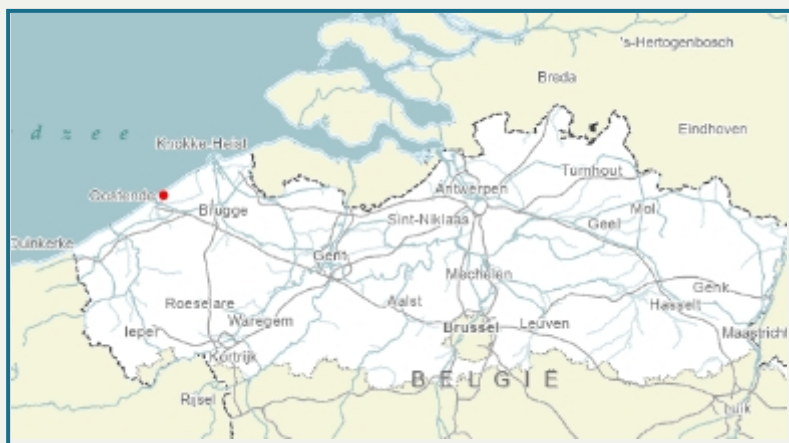 's-Hertogenbosch
Breda
Eindhoven
d z e e
Knokke-Heist
Turnhout
Oostende
Antwerpen
Brugge
Mol
Sint-Niklaas
Geel
Duinkerke
Gent
Mechelen
Genk
Roeselare
Aalst
Hasselt
Waregem
Ieper
Brussel
Leuven
Maastricht
Kortrijk
BELGIË
Rijsel
Luik